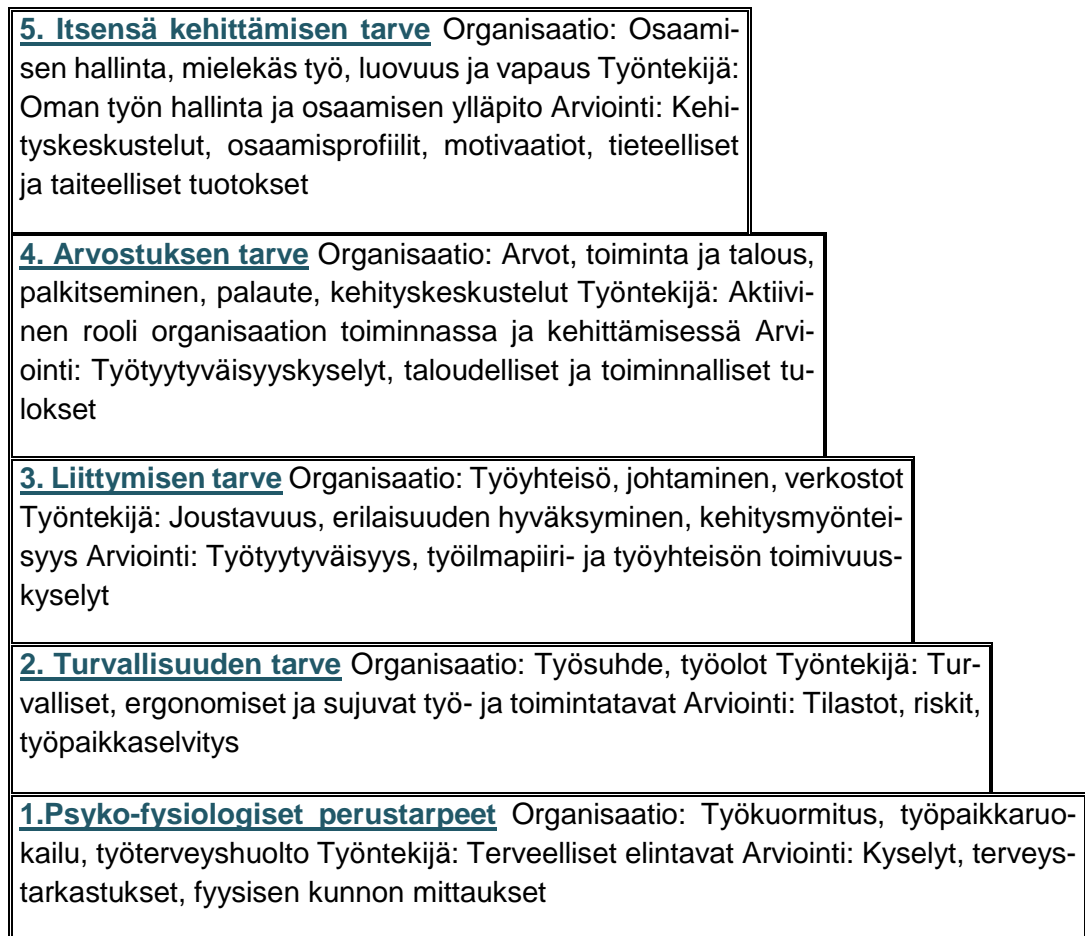 5. Itsensä kehittämisen tarve Organisaatio: Osaami-
sen hallinta, mielekäs työ, luovuus ja vapaus Työntekijä:
Oman työn hallinta ja osaamisen ylläpito Arviointi: Kehi-
tyskeskustelut, osaamisprofiilit, motivaatiot, tieteelliset
ja taiteelliset tuotokset
4. Arvostuksen tarve Organisaatio: Arvot, toiminta ja talous,
palkitseminen, palaute, kehityskeskustelut Työntekijä: Aktiivi-
nen rooli organisaation toiminnassa ja kehittämisessä Arvi-
ointi: Työtyytyväisyyskyselyt, taloudelliset ja toiminnalliset tu-
lokset
3. Liittymisen tarve Organisaatio: Työyhteisö, johtaminen, verkostot
Työntekijä: Joustavuus, erilaisuuden hyväksyminen, kehitysmyöntei-
syys Arviointi: Työtyytyväisyys, työilmapiiri- ja työyhteisön toimivuus-
kyselyt
2. Turvallisuuden tarve Organisaatio: Työsuhde, työolot Työntekijä: Tur-
valliset, ergonomiset ja sujuvat työ- ja toimintatavat Arviointi: Tilastot, riskit,
työpaikkaselvitys
1.Psyko-fysiologiset perustarpeet Organisaatio: Työkuormitus, työpaikkaruo-
kailu, työterveyshuolto Työntekijä: Terveelliset elintavat Arviointi: Kyselyt, terveys-
tarkastukset, fyysisen kunnon mittaukset